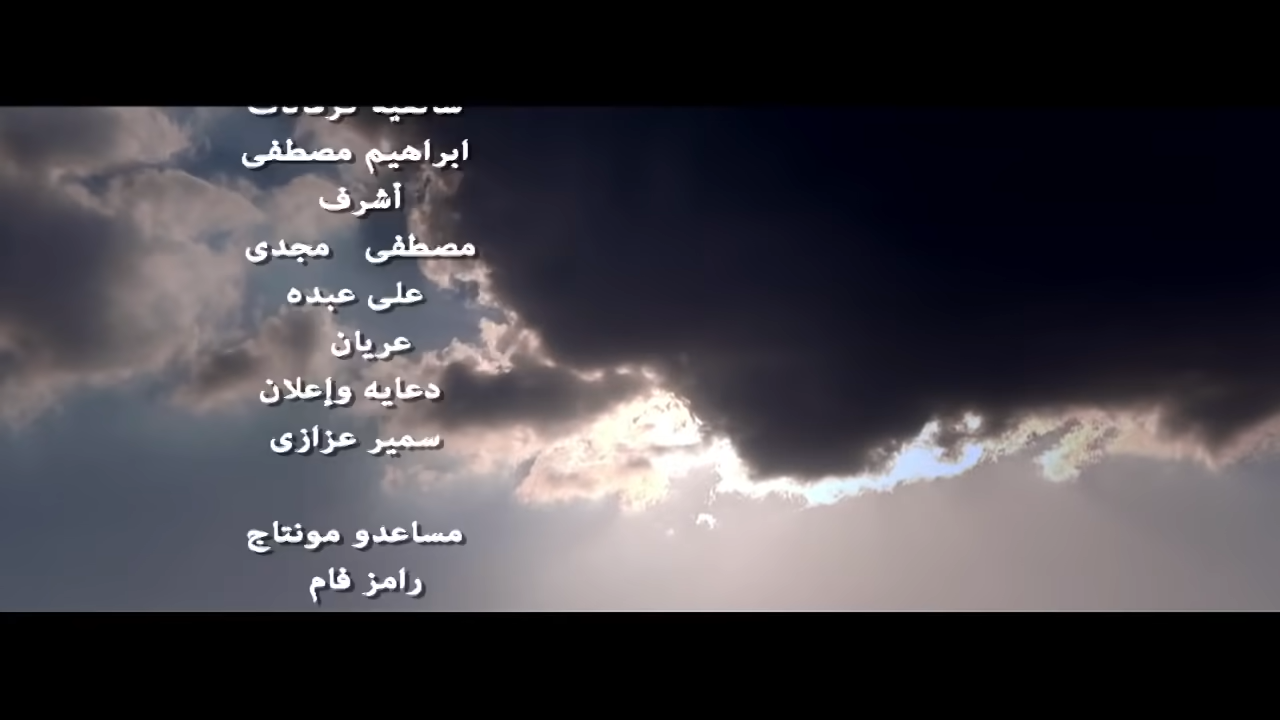 ابراهيم مصطفى
أشرف
مصطفى مجدى
على عبده
عريان
دعايه وإعلان
سمير عزازى
مساعدو مونتاج
رامز فام